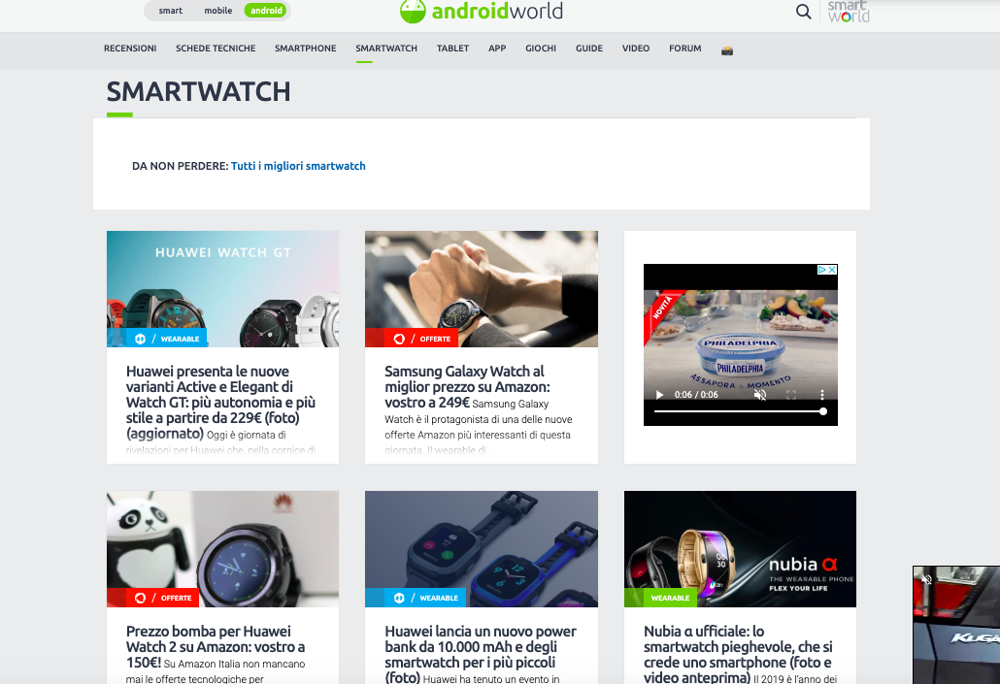 smart mobile android
androidworld
smart
world
RECENSIONI SCHEDE TECNICHE SMARTPHONE SMARTWATCH TABLET APP GIOCHI GUIDE VIDEO FORUM
SMARTWATCH
DA NON PERDERE: Tutti i migliori smartwatch
HUAWEI WATCH GT
/ WEARABLE
Huawei presenta le nuove
varianti Active e Elegant di
Watch GT: più autonomia e più
stile a partire da 229€ (foto)
(aggiornato) Oggi è giornata di
rivelazioni per Huawei che, nella cornice di
/ OFFERTE
Samsung Galaxy Watch al
miglior prezzo su Amazon:
vostro a 249€ Samsung Galaxy
Watch è il protagonista di una delle nuove
offerte Amazon più interessanti di questa
giornata. Il wearable di...
NOVITÀ
PHILADELPHIA
PHILADELPHIA
ASSAPORA IL MOMENTO
0:06 / 0:06
/ OFFERTE
Prezzo bomba per Huawei
Watch 2 su Amazon: vostro a
150€! Su Amazon Italia non mancano
mai le offerte tecnologiche per
/ WEARABLE
Huawei lancia un nuovo power
bank da 10.000 mAh e degli
smartwatch per i più piccoli
(foto) Huawei ha tenuto un evento in
08
30
nubia α
THE WEARABLE PHONE
FLEX YOUR LIFE
WEARABLE
Nubia α ufficiale: lo
smartwatch pieghevole, che si
crede uno smartphone (foto e
video anteprima) Il 2019 è l'anno dei
KUGA